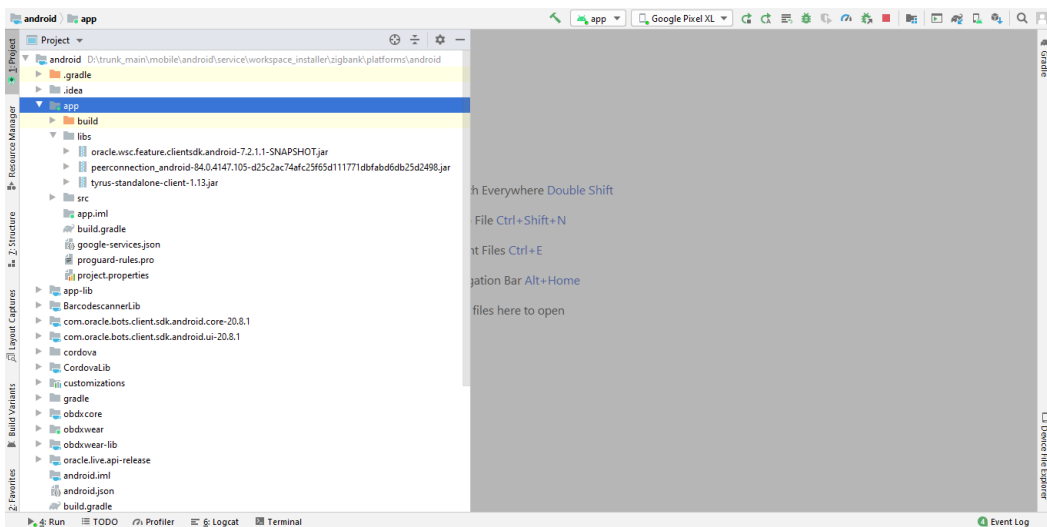 android app
app
Google Pixel XL
Project
android D:\trunk_main\mobile\android\service\workspace_installer\zigbank\platforms\android
.gradle
.idea
app
build
libs
oracle.wsc.feature.clientsdk.android-7.2.1.1-SNAPSHOT.jar
peerconnection_android-84.0.4147.105-d25c2ac74afc25f65d111771dbfabd6db25d2498.jar
tyrus-standalone-client-1.13.jar
src
app.iml
build.gradle
google-services.json
proguard-rules.pro
project.properties
app-lib
BarcodescannerLib
com.oracle.bots.client.sdk.android.core-20.8.1
com.oracle.bots.client.sdk.android.ui-20.8.1
cordova
CordovaLib
customizations
gradle
obdxcore
obdxwear
obdxwear-lib
oracle.live.api-release
android.iml
android.json
build.gradle
1: Project
Resource Manager
Z: Structure
Layout Captures
Build Variants
2: Favorites
h Everywhere Double Shift
File Ctrl+Shift+N
nt Files Ctrl+E
gation Bar Alt+Home
files here to open
Gradle
Device File Explorer
4: Run TODO Profiler 6: Logcat Terminal
4 Event Log